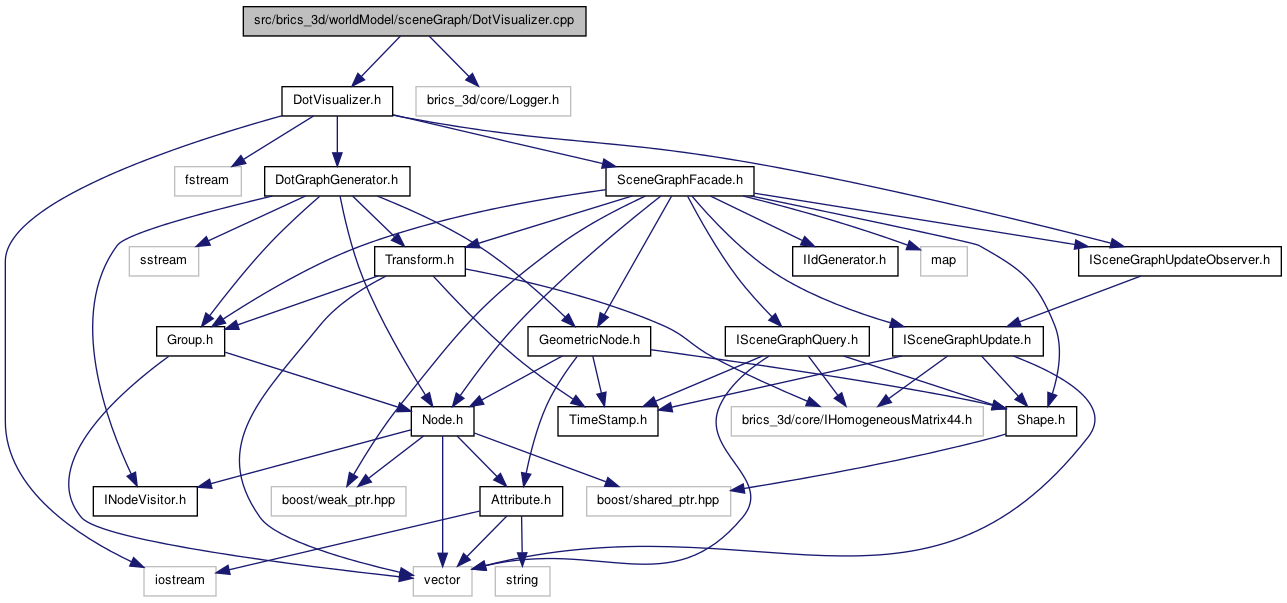 src/brics_3d/worldModel/sceneGraph/DotVisualizer.cpp
DotVisualizer.h
brics_3d/core/Logger.h
fstream
DotGraphGenerator.h
SceneGraphFacade.h
sstream
Transform.h
IIdGenerator.h
map
ISceneGraphUpdateObserver.h
Group.h
GeometricNode.h
ISceneGraphQuery.h
ISceneGraphUpdate.h
Node.h
TimeStamp.h
brics_3d/core/IHomogeneousMatrix44.h
Shape.h
INodeVisitor.h
boost/weak_ptr.hpp
Attribute.h
boost/shared_ptr.hpp
iostream
vector
string